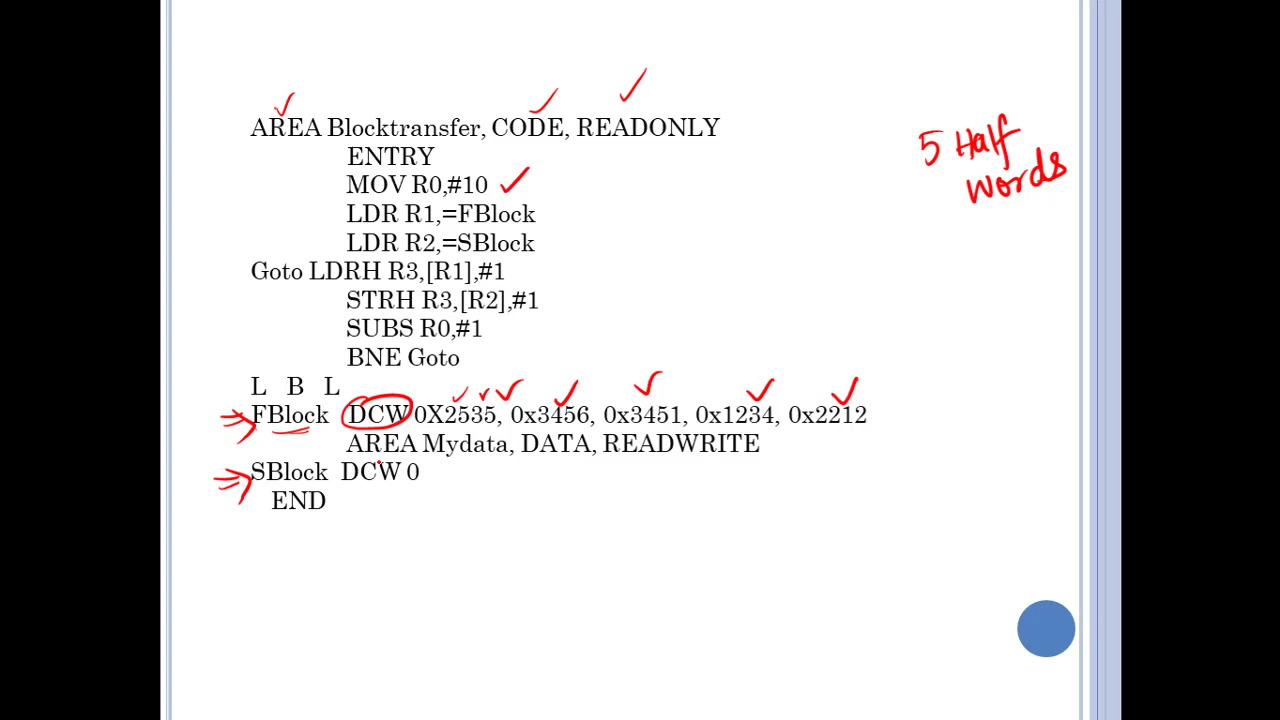 AREA Blocktransfer, CODE, READONLY
ENTRY
MOV R0,#10
LDR R1,=FBlock
LDR R2,=SBlock
Goto LDRH R3,[R1],#1
STRH R3,[R2],#1
SUBS R0,#1
BNE Goto
L B L
FBlock DCW 0X2535, 0x3456, 0x3451, 0x1234, 0x2212
AREA Mydata, DATA, READWRITE
SBlock DCW 0
END
5 Half
Words